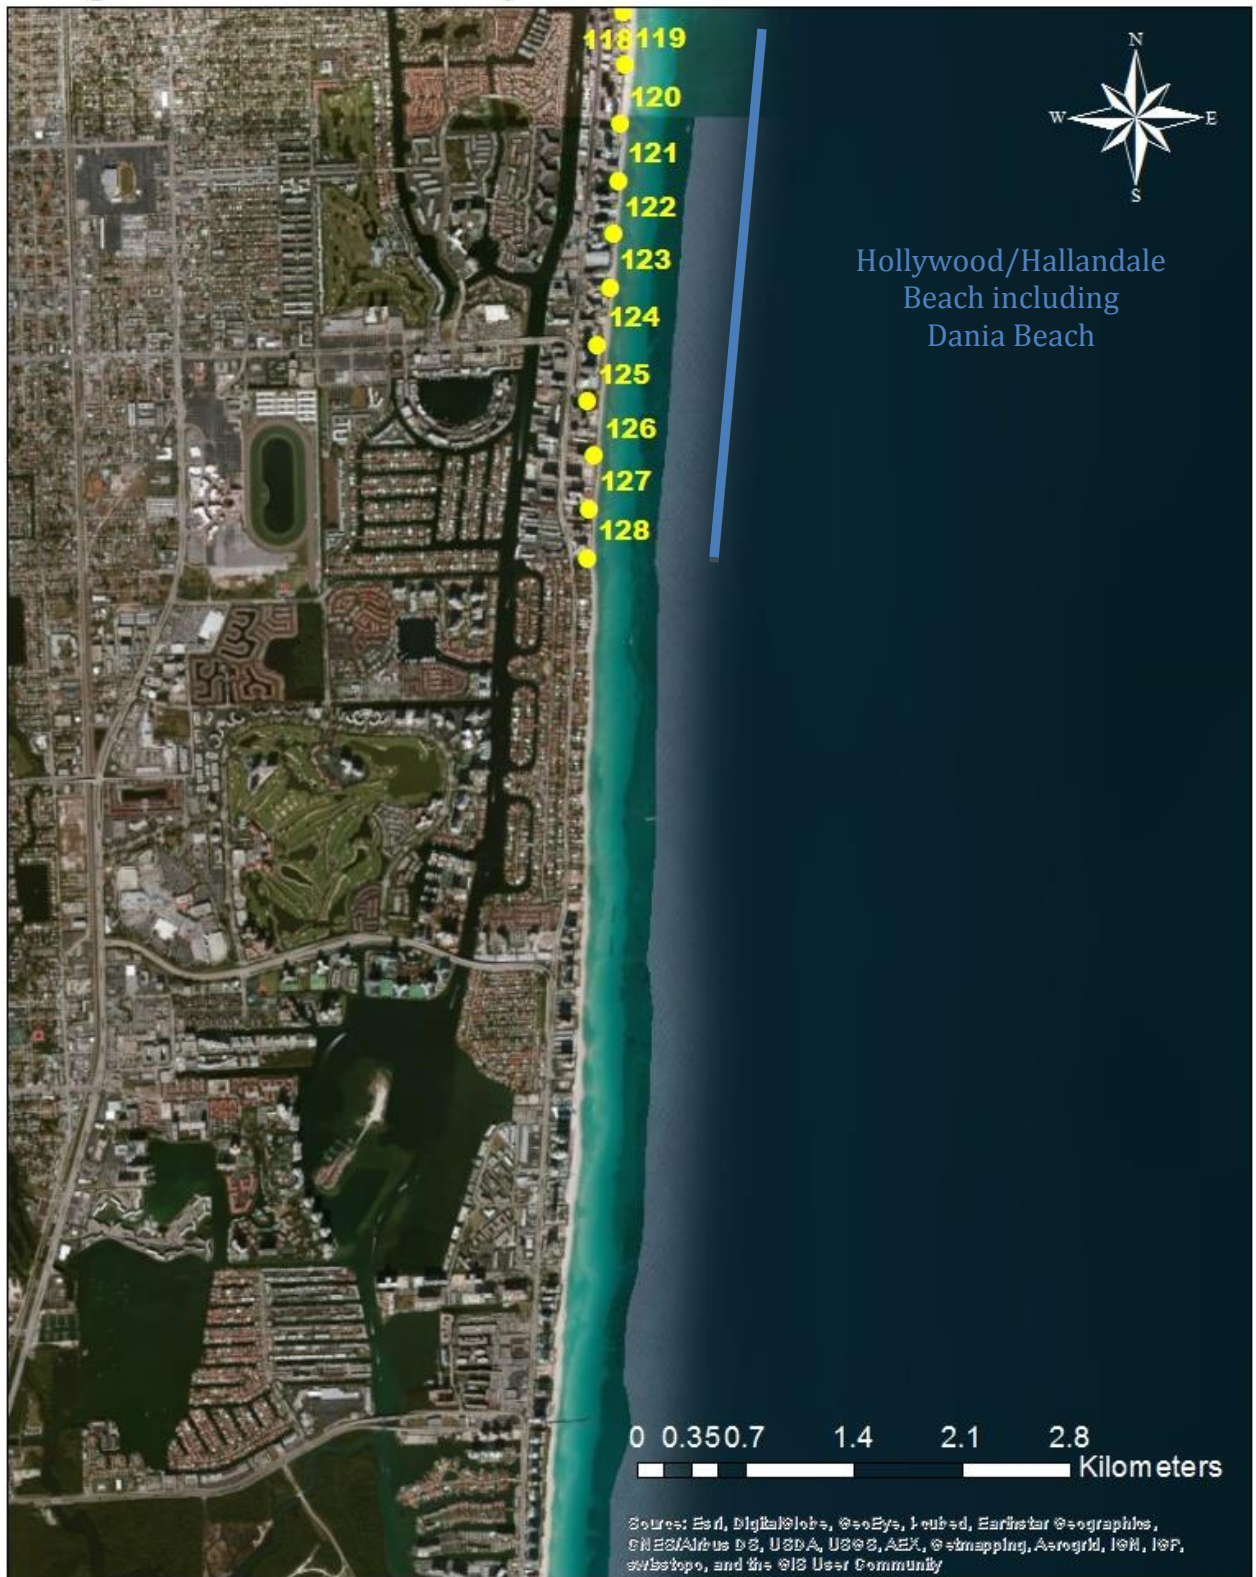 118119
N
120
W E
121
S
122
123
Hollywood/Hallandale
Beach including
Dania Beach
124
125
126
127
128
0 0.35 0.7 1.4 2.1 2.8
Kilometers
Source: Esri, DigitalGlobe, GeoEye, i-cubed, Earthstar Geographics,
CNES/Airbus DS, USDA, USGS, AEX, Getmapping, Aerogrid, IGN, IGP,
swisstopo, and the GIS User Community